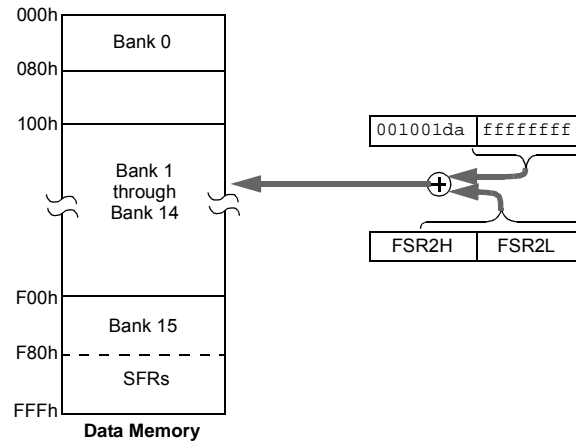 000h
Bank 0
080h
100h
001001da ffffffff
Bank 1
through
Bank 14
FSR2H FSR2L
F00h
Bank 15
F80h
SFRs
FFFh
Data Memory